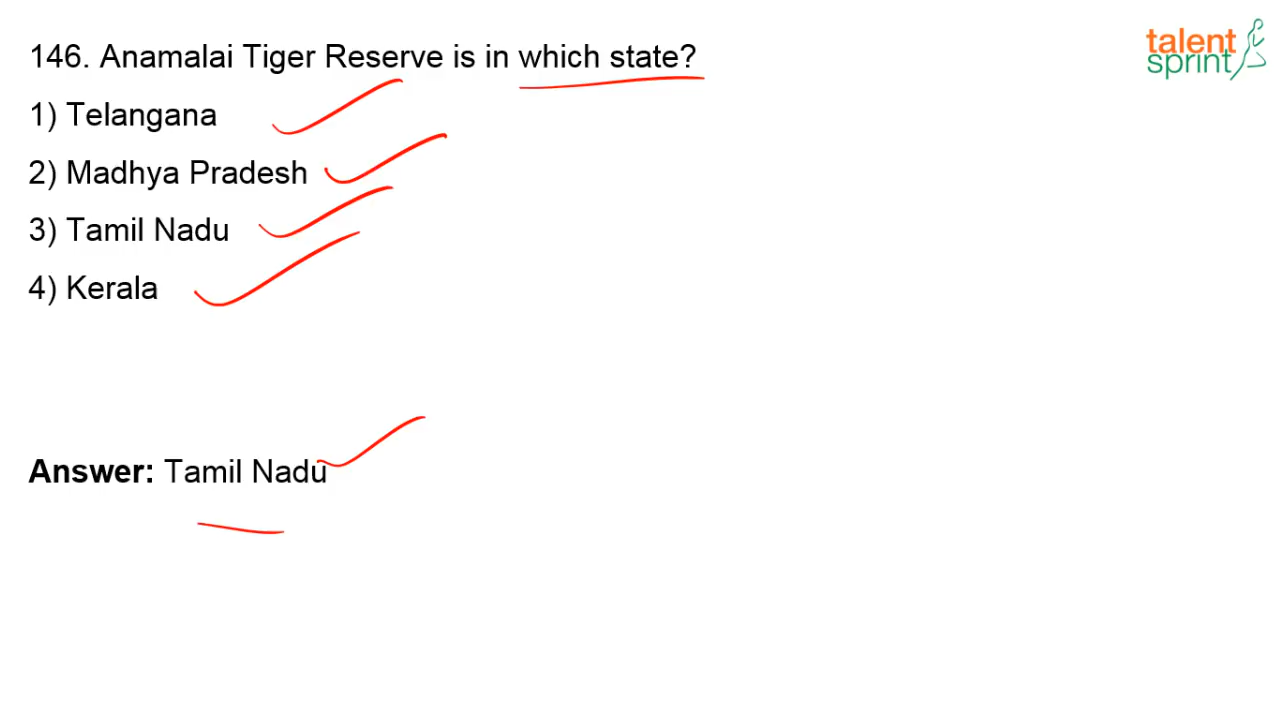 146. Anamalai Tiger Reserve is in which state?
1) Telangana
2) Madhya Pradesh
3) Tamil Nadu
4) Kerala
Answer: Tamil Nadu
talent
sprint